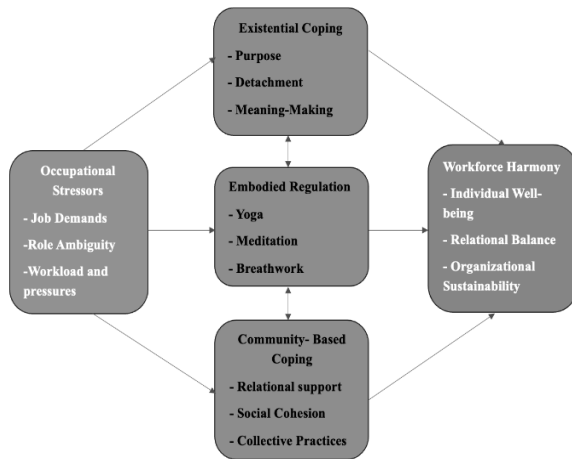 Existential Coping
- Purpose
- Detachment
- Meaning-Making
Occupational
Stressors
- Job Demands
-Role Ambiguity
-Workload and
pressures
Embodied Regulation
- Yoga
- Meditation
- Breathwork
Workforce Harmony
- Individual Well-
being
- Relational Balance
- Organizational
Sustainability
Community- Based
Coping
- Relational support
- Social Cohesion
- Collective Practices